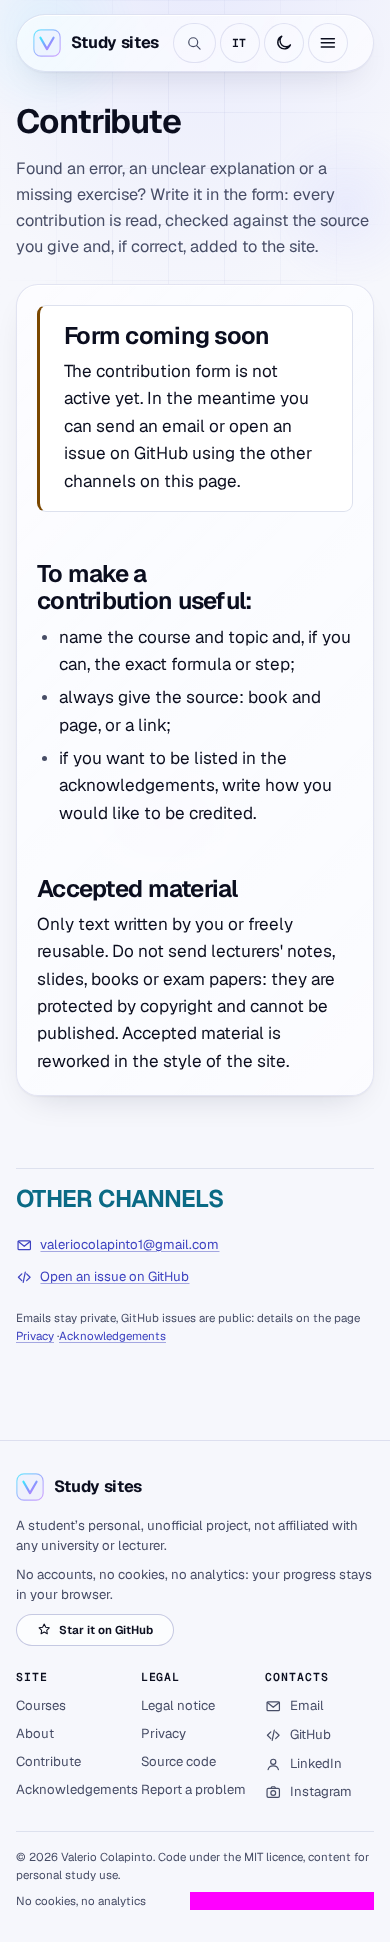 Study sites
IT
Contribute
Found an error, an unclear explanation or a
missing exercise? Write it in the form: every
contribution is read, checked against the source
you give and, if correct, added to the site.
Form coming soon
The contribution form is not
active yet. In the meantime you
can send an email or open an
issue on GitHub using the other
channels on this page.
To make a
contribution useful:
• name the course and topic and, if you
can, the exact formula or step;
• always give the source: book and
page, or a link;
• if you want to be listed in the
acknowledgements, write how you
would like to be credited.
Accepted material
Only text written by you or freely
reusable. Do not send lecturers' notes,
slides, books or exam papers: they are
protected by copyright and cannot be
published. Accepted material is
reworked in the style of the site.
OTHER CHANNELS
valeriocolapinto1@gmail.com
Open an issue on GitHub
Emails stay private, GitHub issues are public: details on the page
Privacy ·Acknowledgements
Study sites
A student's personal, unofficial project, not affiliated with
any university or lecturer.
No accounts, no cookies, no analytics: your progress stays
in your browser.
Star it on GitHub
SITE
Courses
About
Contribute
Acknowledgements
LEGAL
Legal notice
Privacy
Source code
Report a problem
CONTACTS
Email
GitHub
LinkedIn
Instagram
© 2026 Valerio Colapinto. Code under the MIT licence, content for
personal study use.
No cookies, no analytics